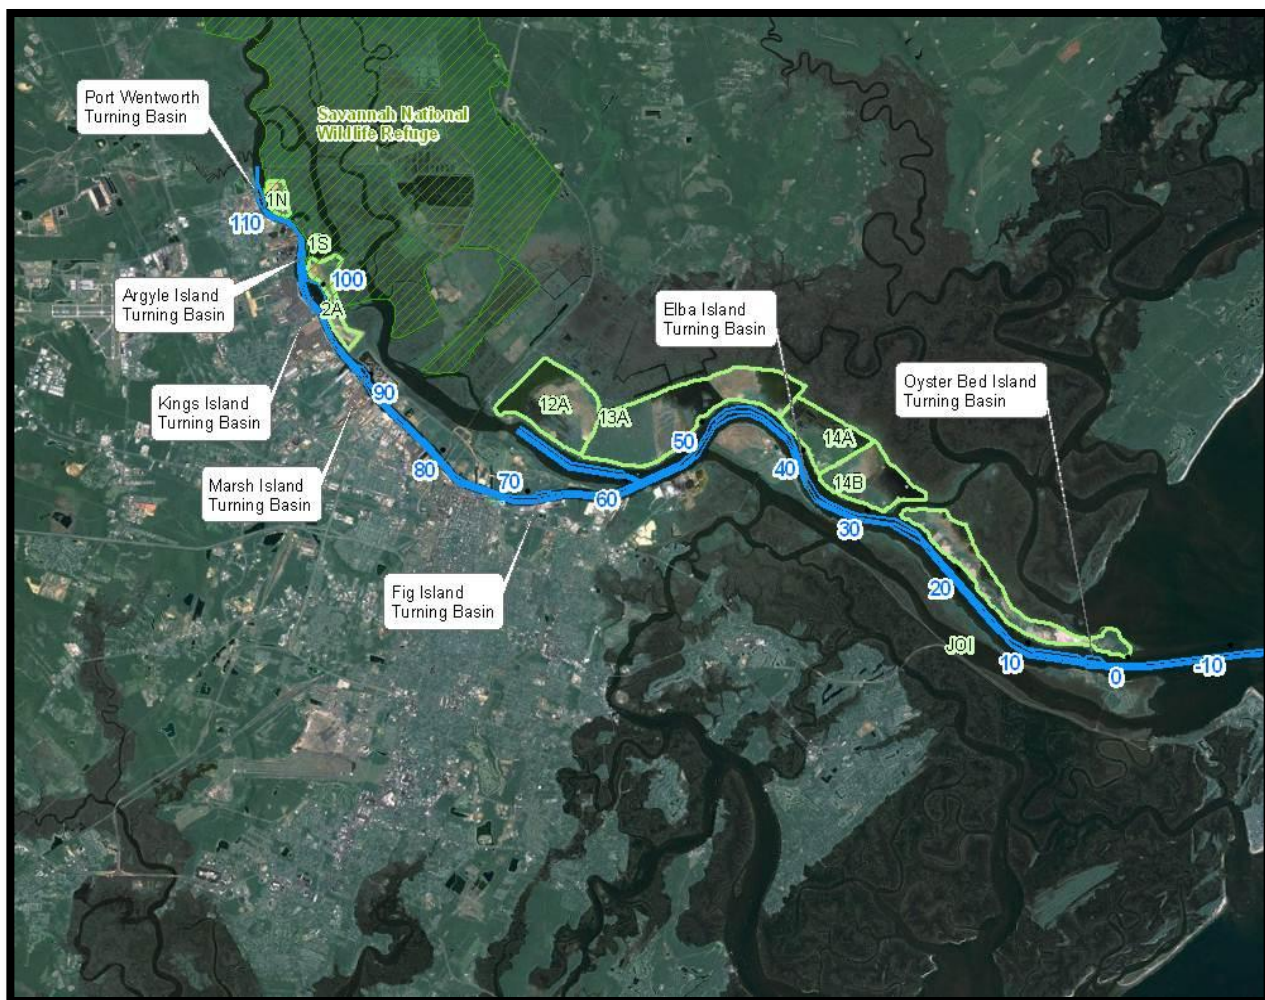 Port Wentworth
Turning Basin
Savannah National
Wildlife Refuge
1N
110
1S
100
Argyle Island
Turning Basin
2A
Elba Island
Turning Basin
Oyster Bed Island
Turning Basin
Kings Island
Turning Basin
90
12A
13A
14A
50
Marsh Island
Turning Basin
80
70
60
40
14B
30
Fig Island
Turning Basin
20
JOI
10
0
-10